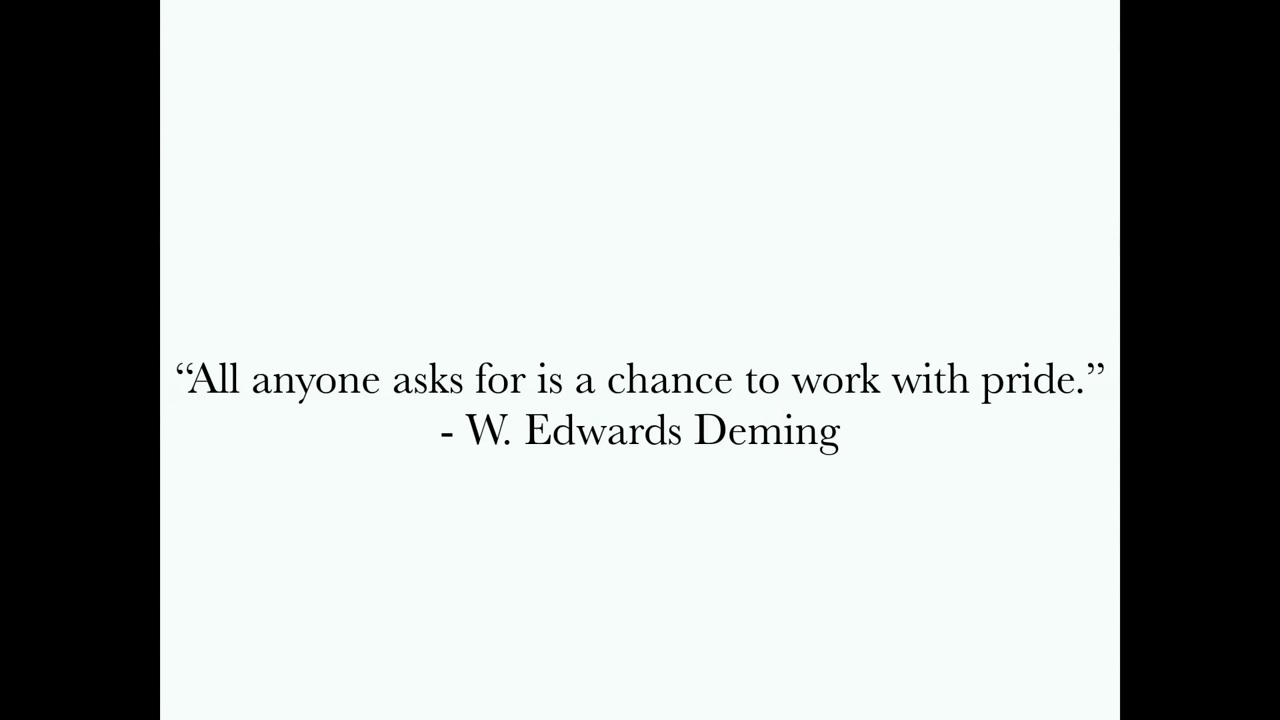 “All anyone asks for is a chance to work with pride.”
- W. Edwards Deming